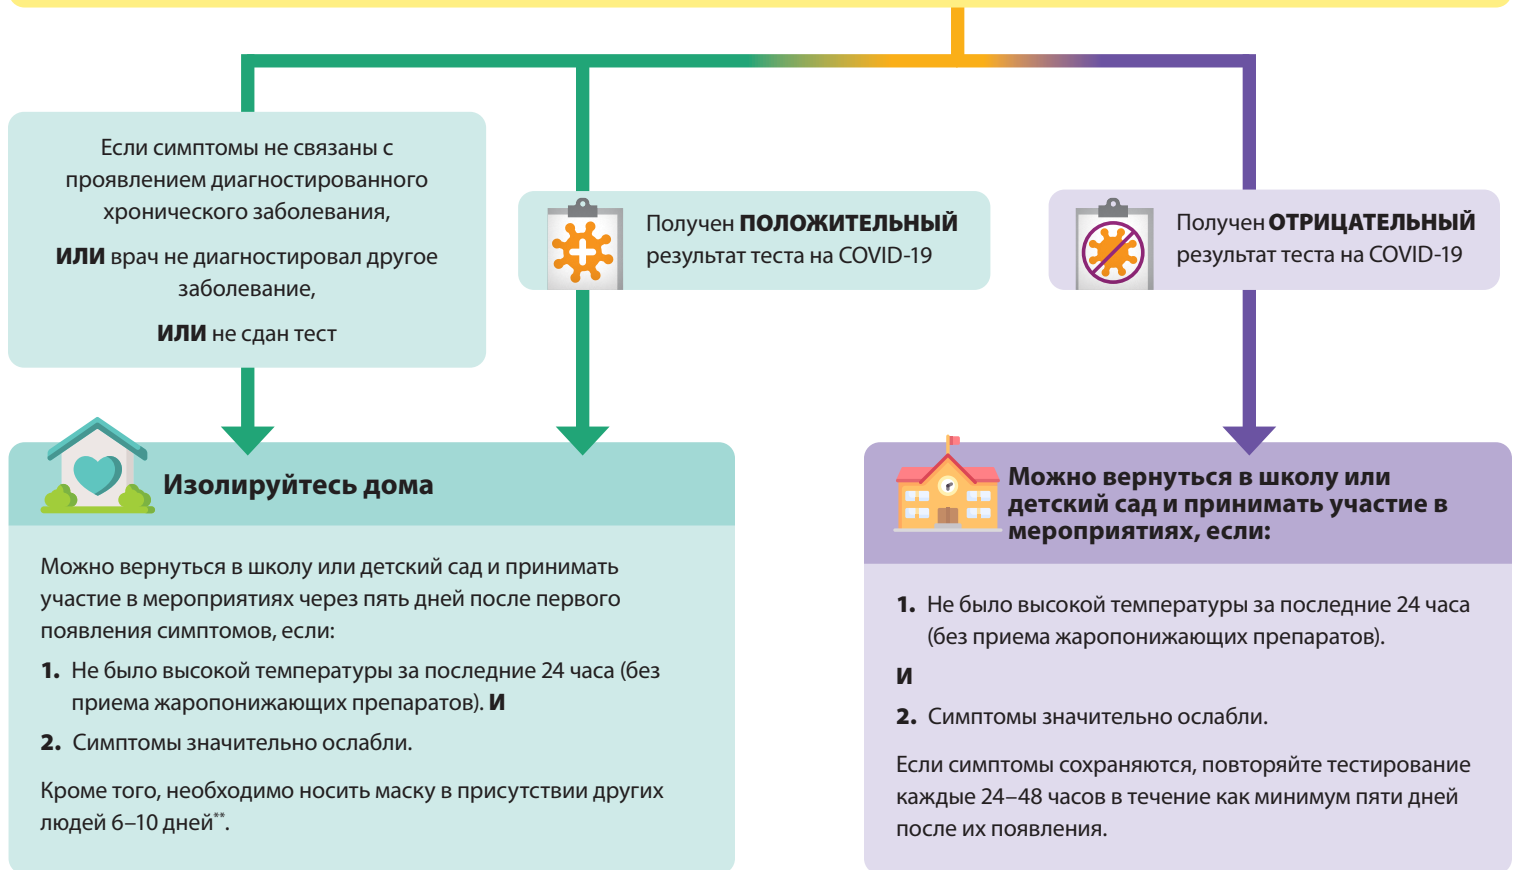 Если симптомы не связаны с
проявлением диагностированного
хронического заболевания,
ИЛИ врач не диагностировал другое
заболевание,
ИЛИ не сдан тест
Получен ПОЛОЖИТЕЛЬНЫЙ
результат теста на COVID-19
Получен ОТРИЦАТЕЛЬНЫЙ
результат теста на COVID-19
Изолируйтесь дома
Можно вернуться в школу или детский сад и принимать
участие в мероприятиях через пять дней после первого
появления симптомов, если:
1. Не было высокой температуры за последние 24 часа (без
приема жаропонижающих препаратов). И
2. Симптомы значительно ослабли.
Кроме того, необходимо носить маску в присутствии других
людей 6–10 дней**.
Можно вернуться в школу или
детский сад и принимать участие в
мероприятиях, если:
1. Не было высокой температуры за последние 24 часа
(без приема жаропонижающих препаратов).
И
2. Симптомы значительно ослабли.
Если симптомы сохраняются, повторяйте тестирование
каждые 24–48 часов в течение как минимум пяти дней
после их появления.